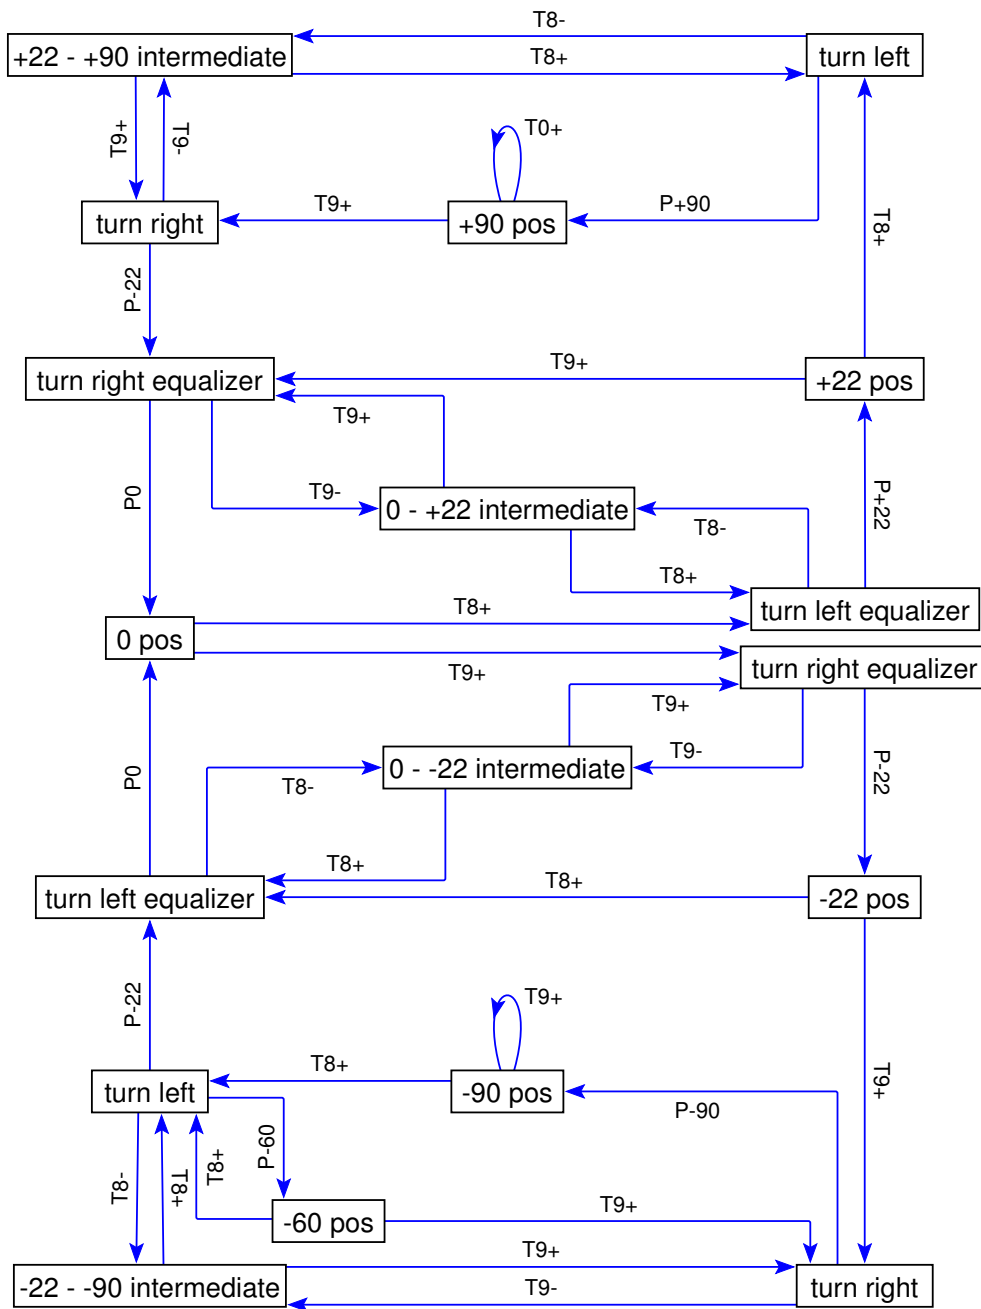 T8-
+22 - +90 intermediate
T8+
turn left
T9+
T9-
T0+
turn right
T9+
+90 pos
P+90
T8+
P-22
turn right equalizer
T9+
+22 pos
T9+
P0
T9-
0 - +22 intermediate
T8-
P+22
T8+
turn left equalizer
0 pos
T8+
T9+
turn right equalizer
T9+
P0
T8-
0 - -22 intermediate
T9-
P-22
T8+
turn left equalizer
T8+
-22 pos
P-22
T9+
turn left
T8+
-90 pos
P-90
T9+
T8-
T8+
T8+
P-60
-60 pos
T9+
-22 - -90 intermediate
T9+
T9-
turn right